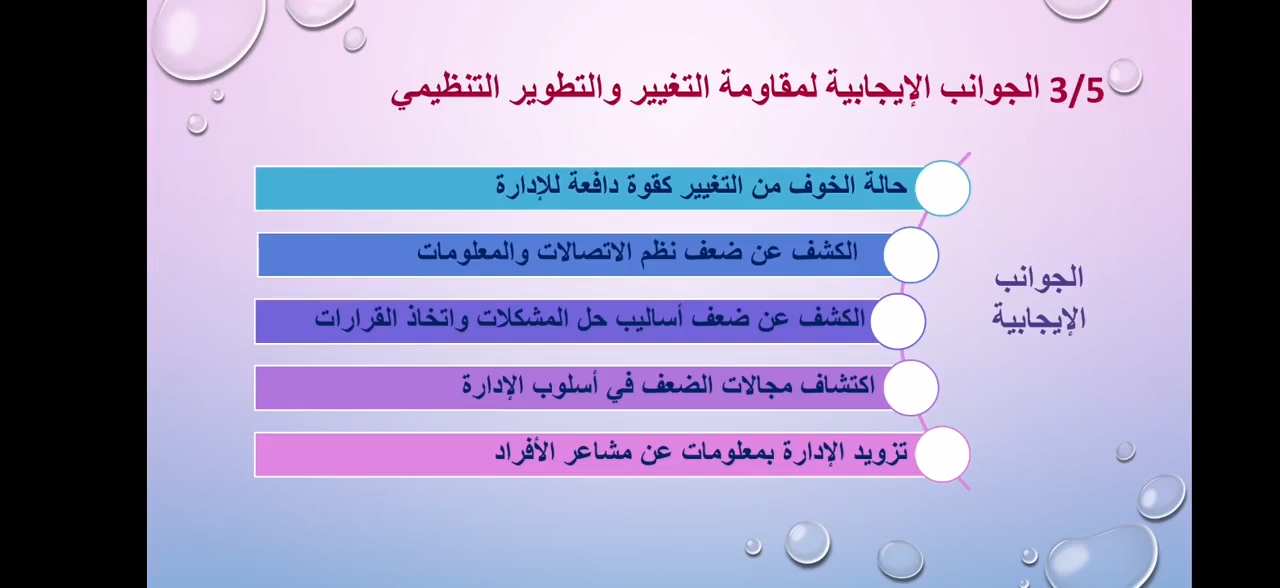 3/5 الجوانب الإيجابية لمقاومة التغيير والتطوير التنظيمي
الجوانب
الإيجابية
حالة الخوف من التغيير كقوة دافعة للإدارة
الكشف عن ضعف نظم الاتصالات والمعلومات
الكشف عن ضعف أساليب حل المشكلات واتخاذ القرارات
اكتشاف مجالات الضعف في أسلوب الإدارة
تزويد الإدارة بمعلومات عن مشاعر الأفراد